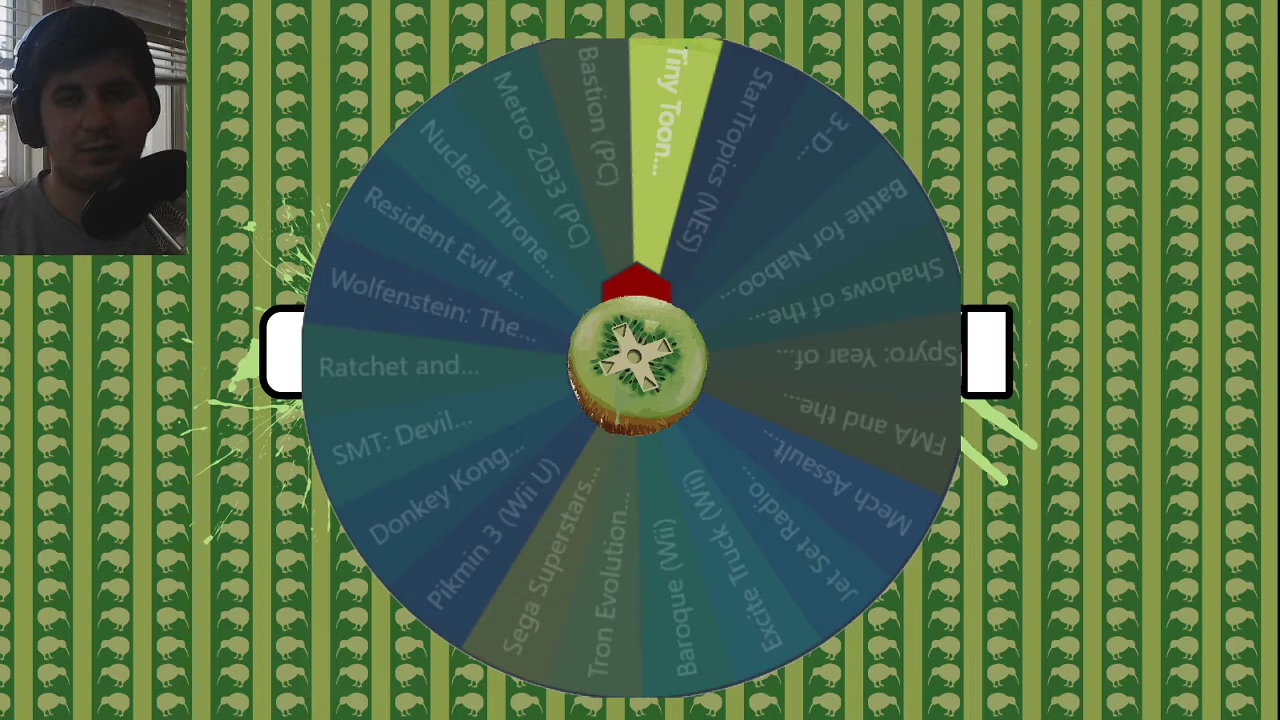 Tiny Toon...
StarTropics (NES)
3-D...
Battle for Naboo...
Shadows of the...
Spyro: Year of...
FMA and the...
Mech Assault...
Jet Set Radio...
Excite Truck (Wii)
Baroque (Wii)
Tron Evolution...
Sega Superstars...
Pikmin 3 (Wii U)
Donkey Kong...
SMT: Devil...
Ratchet and...
Wolfenstein: The...
Resident Evil 4...
Nuclear Throne...
Metro 2033 (PC)
Bastion (PC)